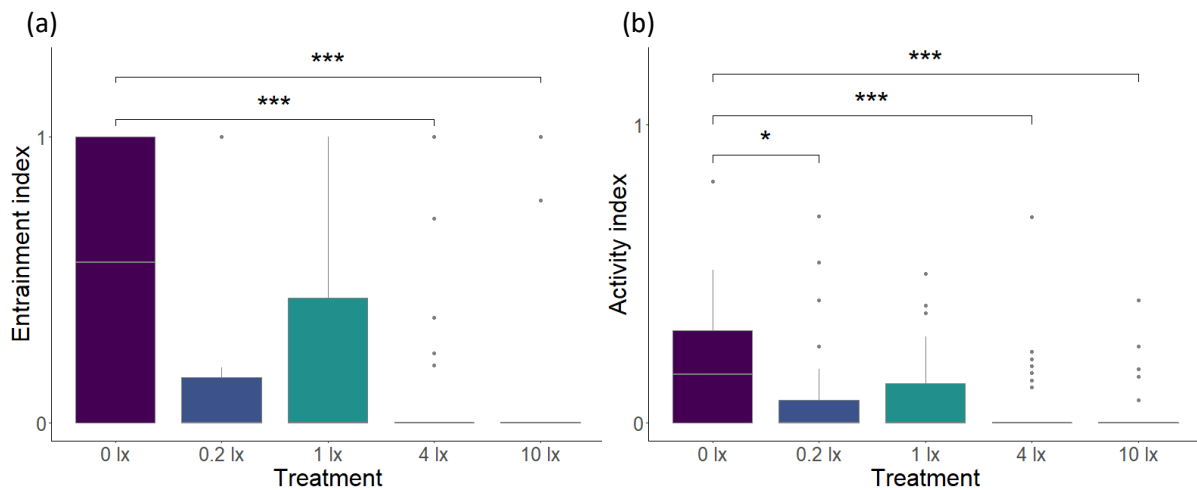 (a)
***
***
1
0
Entrainment index
0 lx 0.2 lx 1 lx 4 lx 10 lx
Treatment
(b)
***
***
*
1
0
Activity index
0 lx 0.2 lx 1 lx 4 lx 10 lx
Treatment